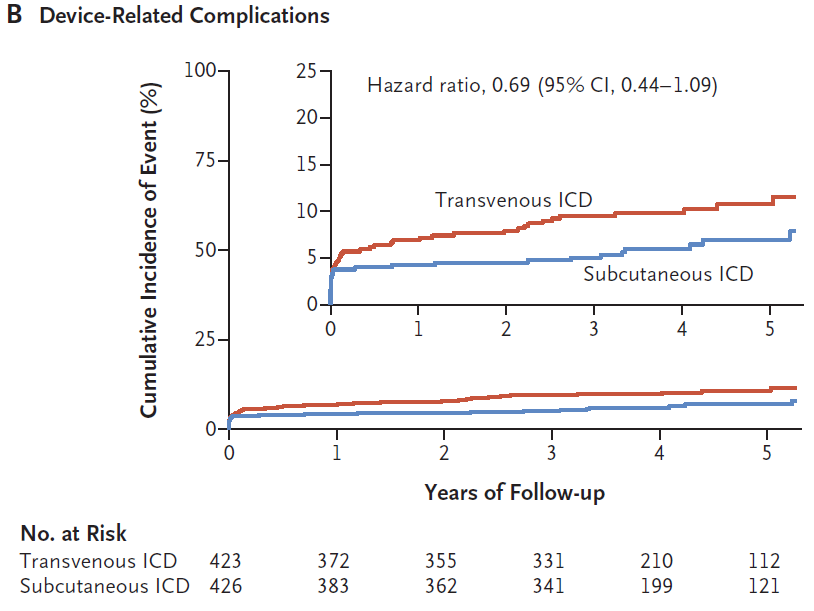 B Device-Related Complications
Cumulative Incidence of Event (%)
100
75
50
25
0
25
20
15
10
5
0
Hazard ratio, 0.69 (95% CI, 0.44–1.09)
Transvenous ICD
Subcutaneous ICD
0 1 2 3 4 5
0 1 2 3 4 5
Years of Follow-up
No. at Risk
Transvenous ICD 423 372 355 331 210 112
Subcutaneous ICD 426 383 362 341 199 121